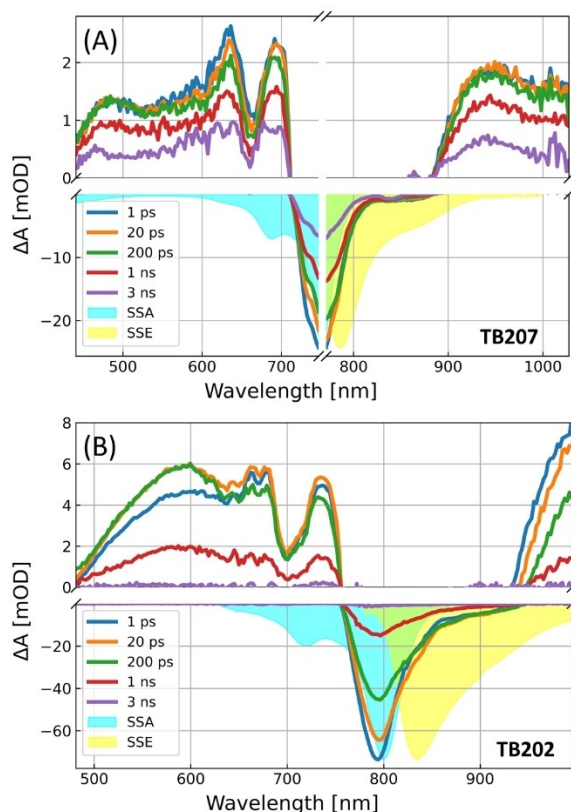 (A)
2
1
0
-10
-20
ΔA [mOD]
1 ps
20 ps
200 ps
1 ns
3 ns
SSA
SSE
TB207
500 600 700 800 900 1000
Wavelength [nm]
(B)
8
6
4
2
0
-20
-40
-60
ΔA [mOD]
1 ps
20 ps
200 ps
1 ns
3 ns
SSA
SSE
TB202
500 600 700 800 900
Wavelength [nm]